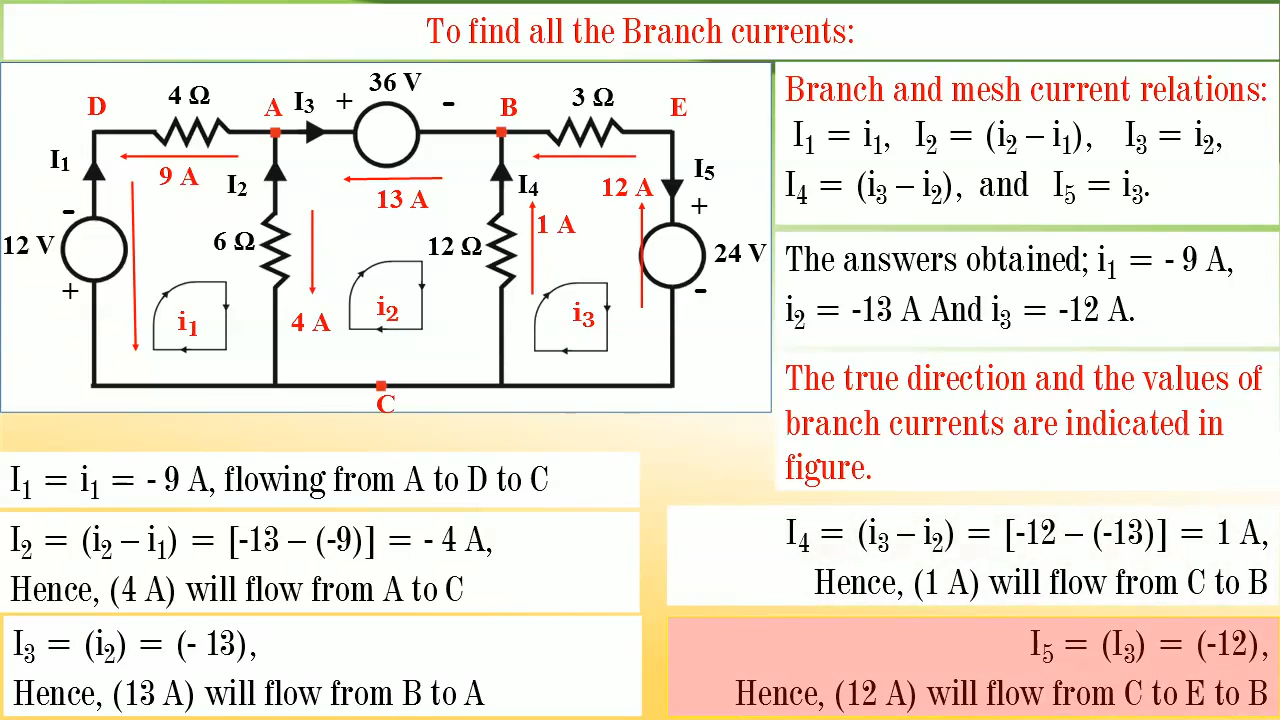 To find all the Branch currents:
D
4 Ω
A
I₃
+
36 V
-
B
3 Ω
E
I₁
9 A
I₂
13 A
I₄
12 A
I₅
-
12 V
+
6 Ω
12 Ω
1 A
+
24 V
-
i₁
4 A
i₂
i₃
C
Branch and mesh current relations:
I₁ = i₁, I₂ = (i₂ – i₁), I₃ = i₂,
I₄ = (i₃ – i₂), and I₅ = i₃.
The answers obtained; i₁ = - 9 A,
i₂ = -13 A And i₃ = -12 A.
The true direction and the values of
branch currents are indicated in
figure.
I₁ = i₁ = - 9 A, flowing from A to D to C
I₂ = (i₂ – i₁) = [-13 – (-9)] = - 4 A,
Hence, (4 A) will flow from A to C
I₃ = (i₂) = (- 13),
Hence, (13 A) will flow from B to A
I₄ = (i₃ – i₂) = [-12 – (-13)] = 1 A,
Hence, (1 A) will flow from C to B
I₅ = (I₃) = (-12),
Hence, (12 A) will flow from C to E to B